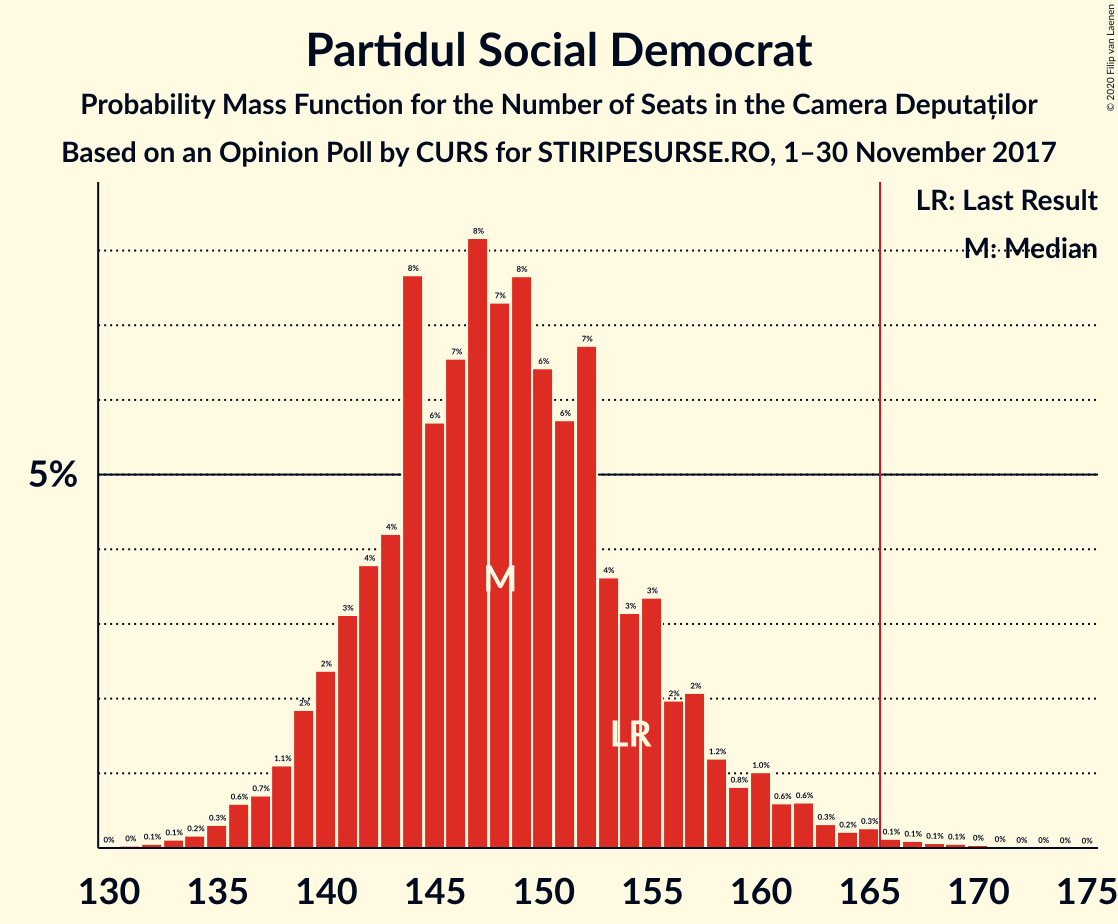 Partidul Social Democrat
Probability Mass Function for the Number of Seats in the Camera Deputaților
Based on an Opinion Poll by CURS for STIRIPESURSE.RO, 1–30 November 2017
© 2020 Filip van Laenen
LR: Last Result
M: Median
5%
0% 0% 0.1% 0.1% 0.2% 0.3% 0.6% 0.7% 1.1% 2% 2% 3% 4% 4% 8% 6% 7% 8% 7% 8% 6% 6% 7% 4% 3% 3% 2% 2% 1.2% 0.8% 1.0% 0.6% 0.6% 0.3% 0.2% 0.3% 0.1% 0.1% 0.1% 0.1% 0% 0% 0% 0% 0% 0%
M
LR
130 135 140 145 150 155 160 165 170 175